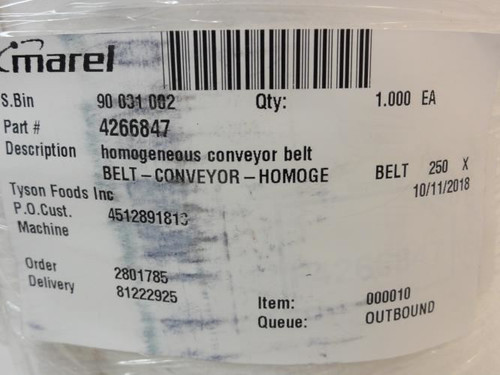 marel
S.Bin 90 031 002 Qty: 1.000 EA
Part # 4266847
Description homogeneous conveyor belt
BELT-CONVEYOR-HOMOGE BELT 250 X
Tyson Foods Inc 10/11/2018
P.O.Cust. 4512891813
Machine
Order 2801785
Delivery 81222925
Item: 000010
Queue: OUTBOUND